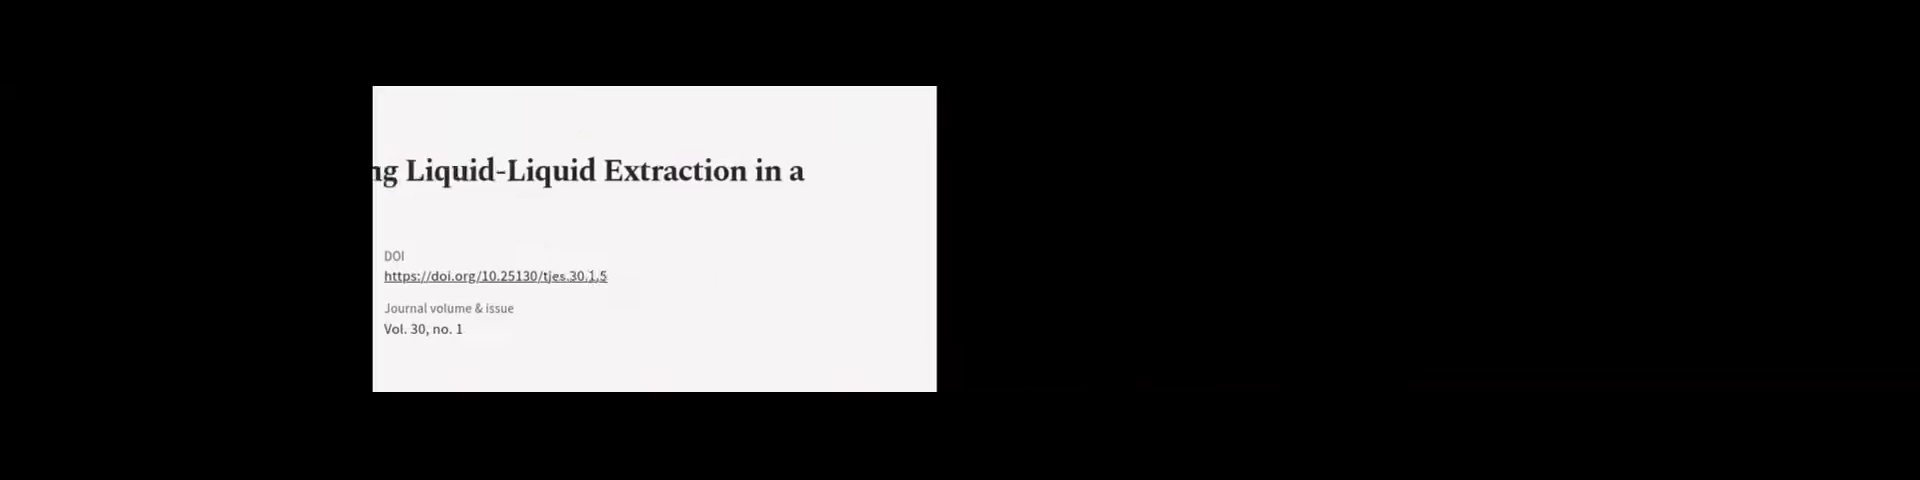 ng Liquid-Liquid Extraction in a
DOI
https://doi.org/10.25130/tjes.30.1.5
Journal volume & issue
Vol. 30, no. 1